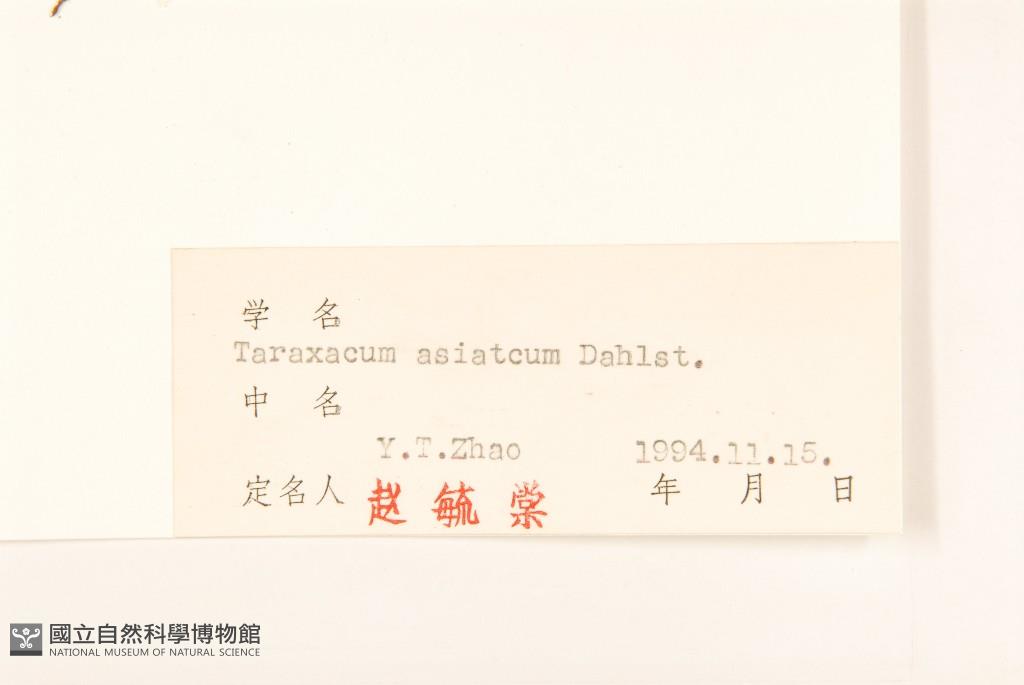 学 名
Taraxacum asiatcum Dahlst.
中 名
Y.T.Zhao 1994.11.15.
定名人 赵毓棠 年 月 日
國立自然科學博物館
NATIONAL MUSEUM OF NATURAL SCIENCE